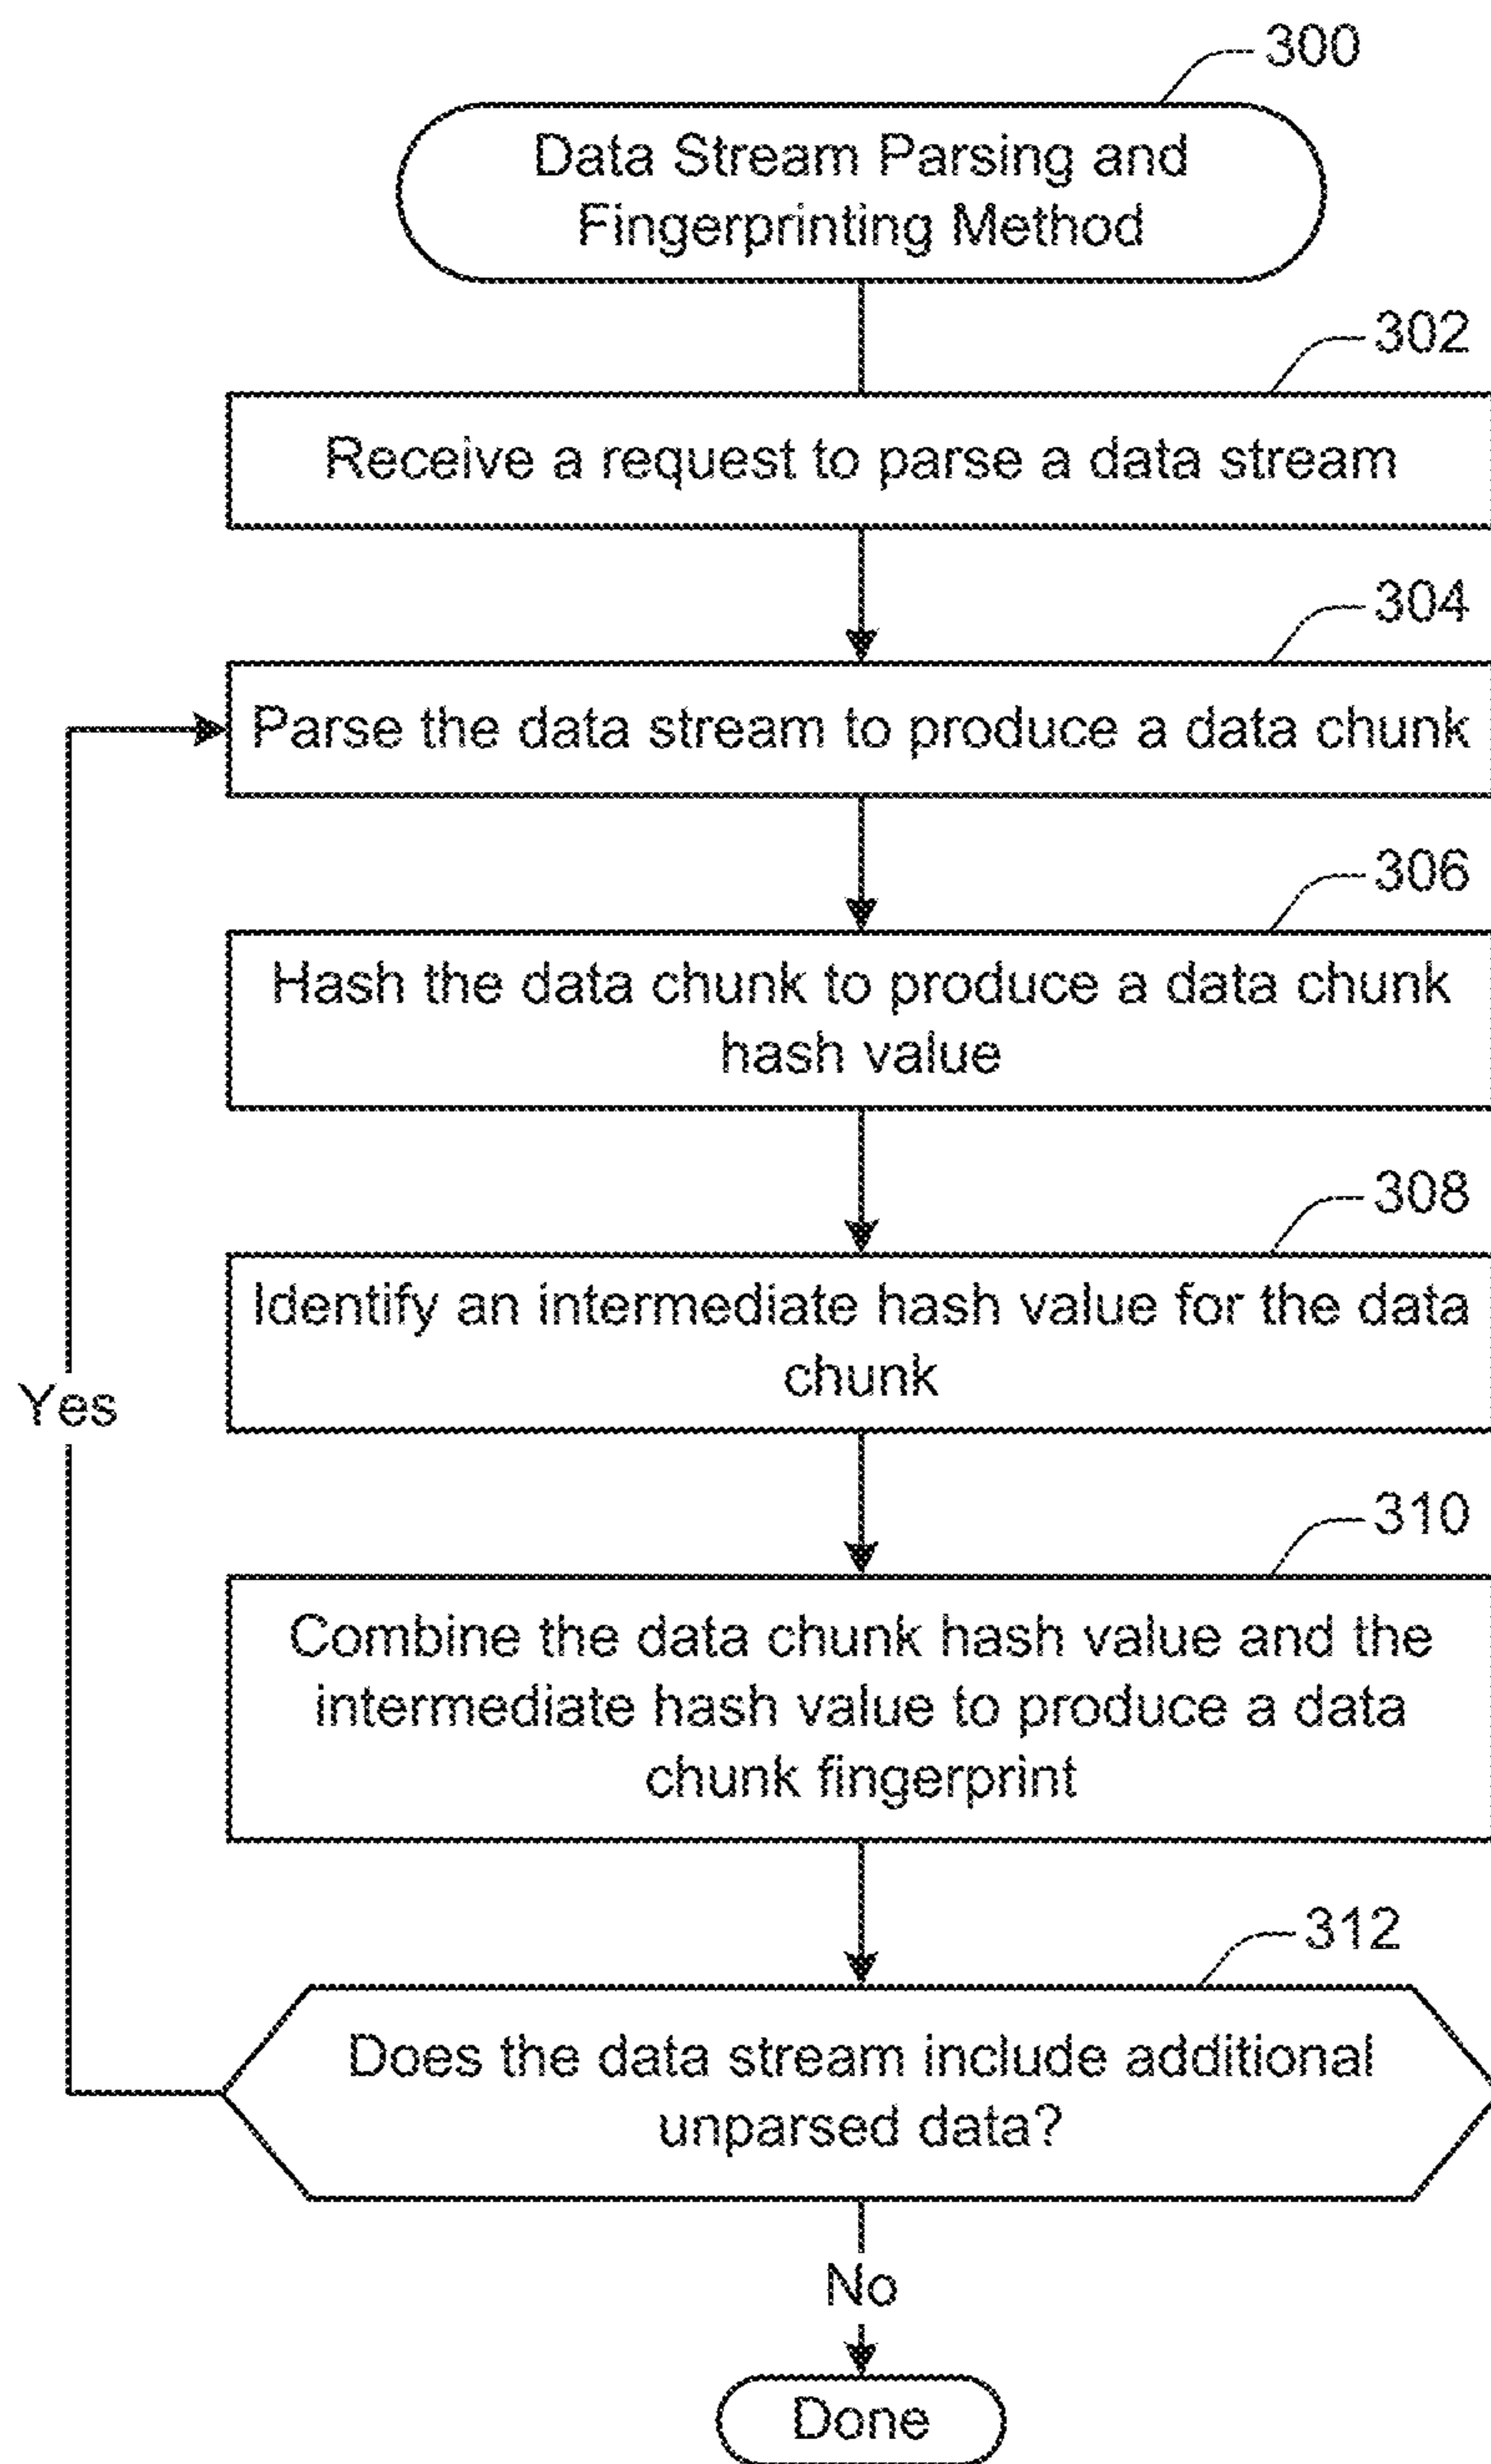 300
Data Stream Parsing and
Fingerprinting Method
302
Receive a request to parse a data stream
304
Parse the data stream to produce a data chunk
306
Hash the data chunk to produce a data chunk
hash value
308
Identify an intermediate hash value for the data
chunk
Yes
310
Combine the data chunk hash value and the
intermediate hash value to produce a data
chunk fingerprint
312
Does the data stream include additional
unparsed data?
No
Done